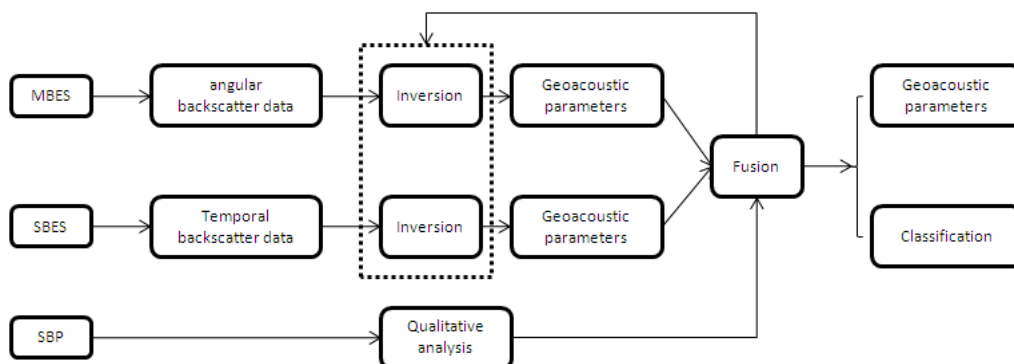 MBES
angular
backscatter data
Inversion
Geoacoustic
parameters
Fusion
Geoacoustic
parameters
SBES
Temporal
backscatter data
Inversion
Geoacoustic
parameters
Classification
SBP
Qualitative
analysis